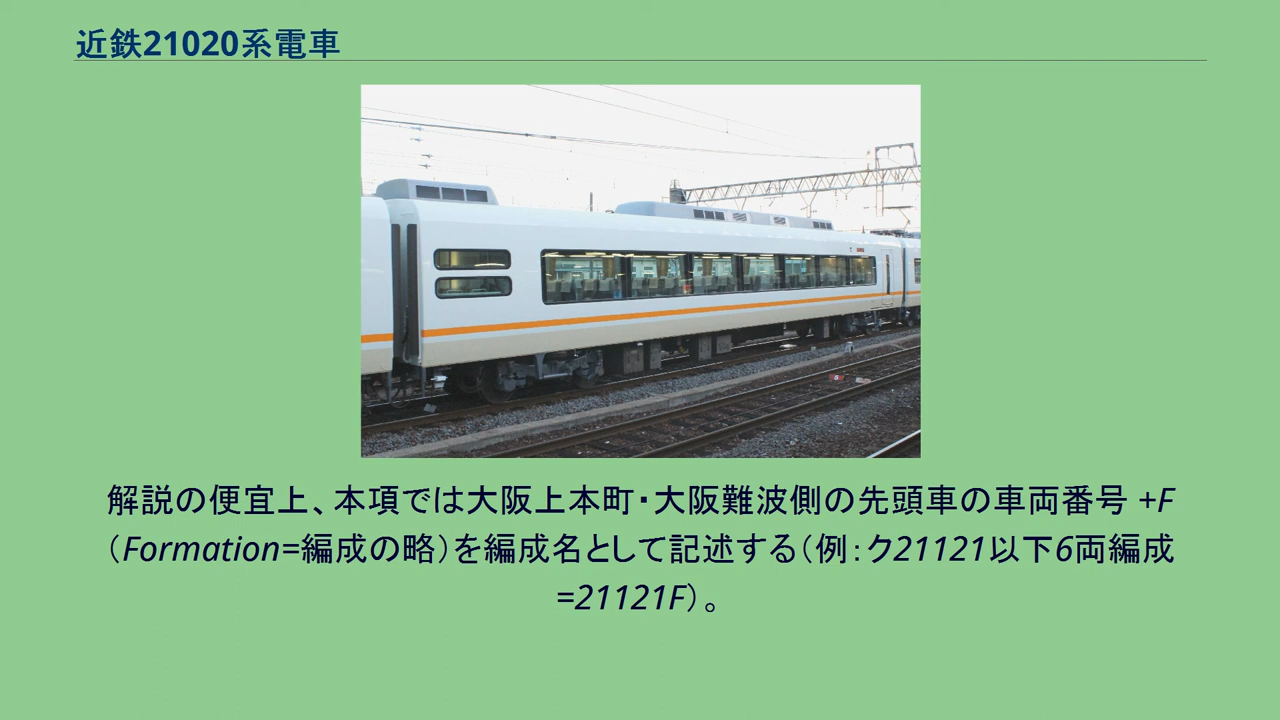 近鉄21020系電車
解説の便宜上、本項では大阪上本町・大阪難波側の先頭車の車両番号 +F
（Formation=編成の略）を編成名として記述する（例：ク21121以下6両編成
=21121F）。